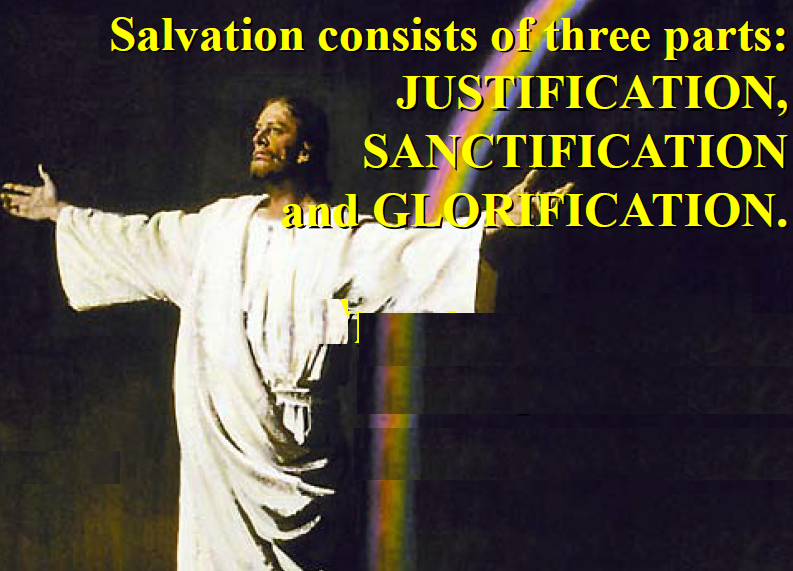 Salvation consists of three parts:
JUSTIFICATION,
SANCTIFICATION
and GLORIFICATION.